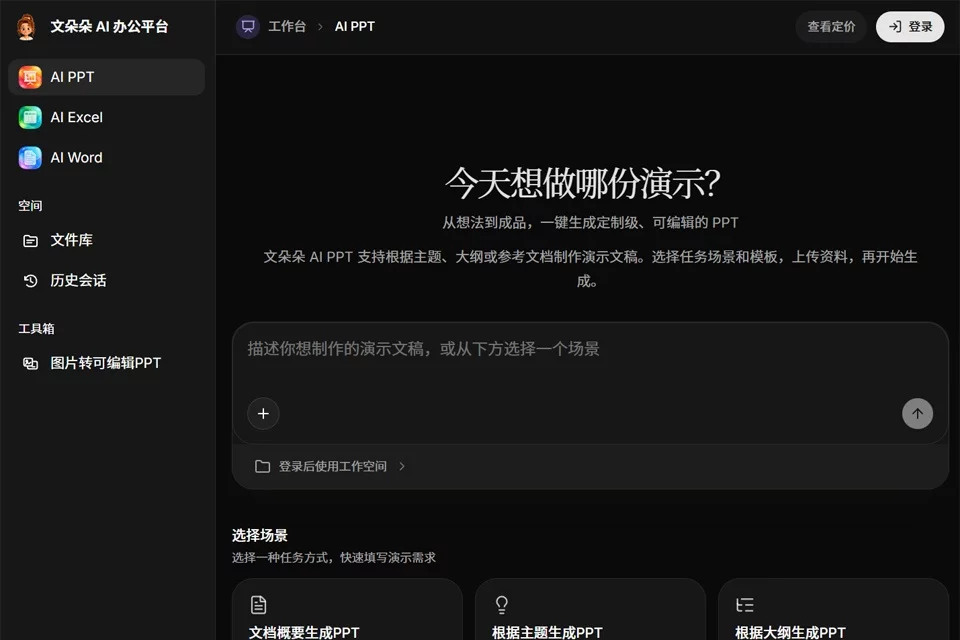 文朵朵 AI 办公平台
AI PPT
AI Excel
AI Word
空间
文件库
历史会话
工具箱
图片转可编辑PPT
工作台 › AI PPT
查看定价
登录
今天想做哪份演示?
从想法到成品，一键生成定制级、可编辑的 PPT
文朵朵 AI PPT 支持根据主题、大纲或参考文档制作演示文稿。选择任务场景和模板，上传资料，再开始生
成。
描述你想制作的演示文稿，或从下方选择一个场景
登录后使用工作空间
选择场景
选择一种任务方式，快速填写演示需求
文档概要生成PPT
根据主题生成PPT
根据大纲生成PPT